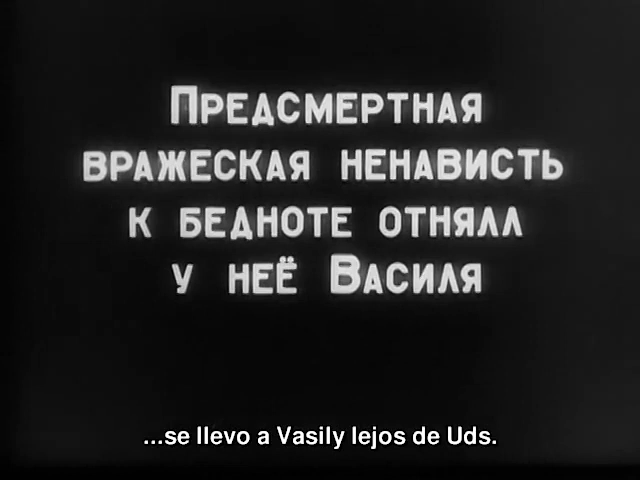 Предсмертная
вражеская ненависть
к бедноте отняла
у неё Василя
...se llevo a Vasily lejos de Uds.